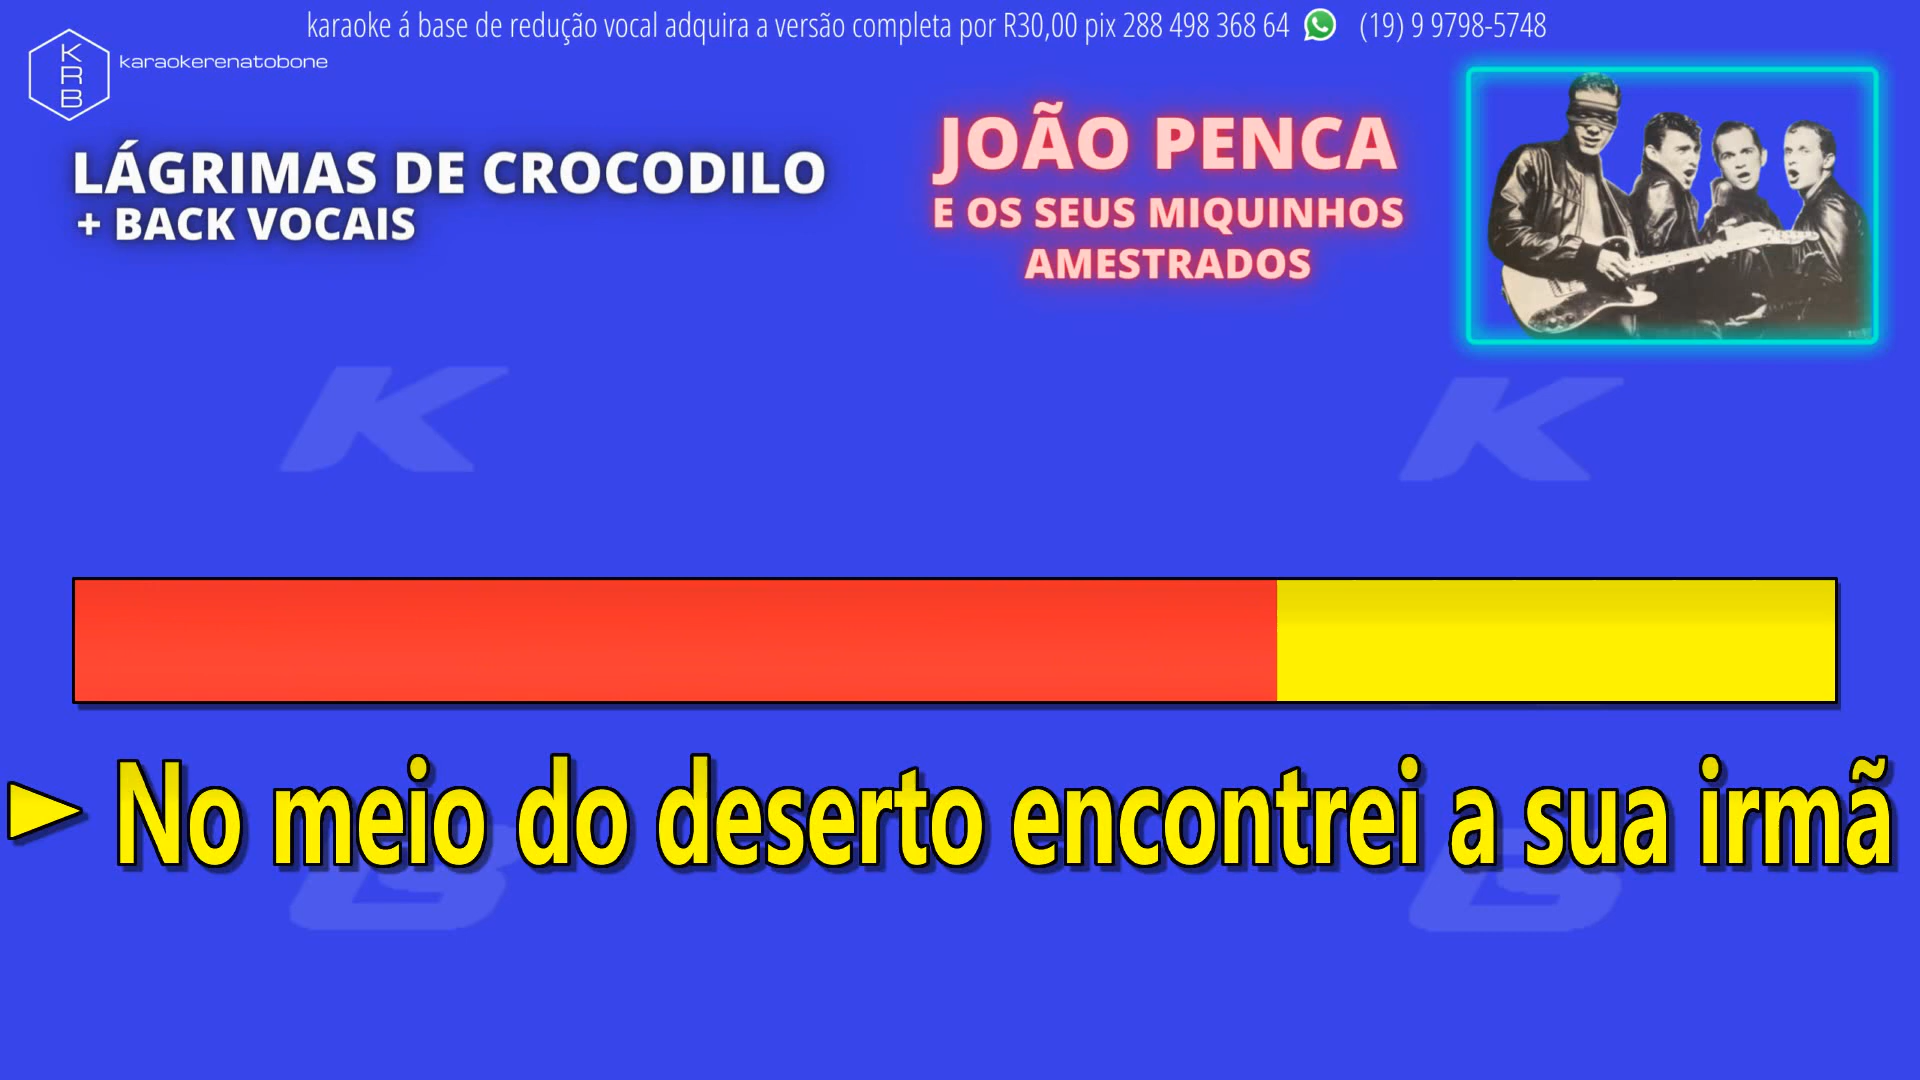 karaoke á base de redução vocal adquira a versão completa por R30,00 pix 288 498 368 64 (19) 9 9798-5748
KRB
karaokerenatobone
LÁGRIMAS DE CROCODILO
+ BACK VOCAIS
JOÃO PENCA
E OS SEUS MIQUINHOS
AMESTRADOS
K K
No meio do deserto encontrei a sua irmã
B B